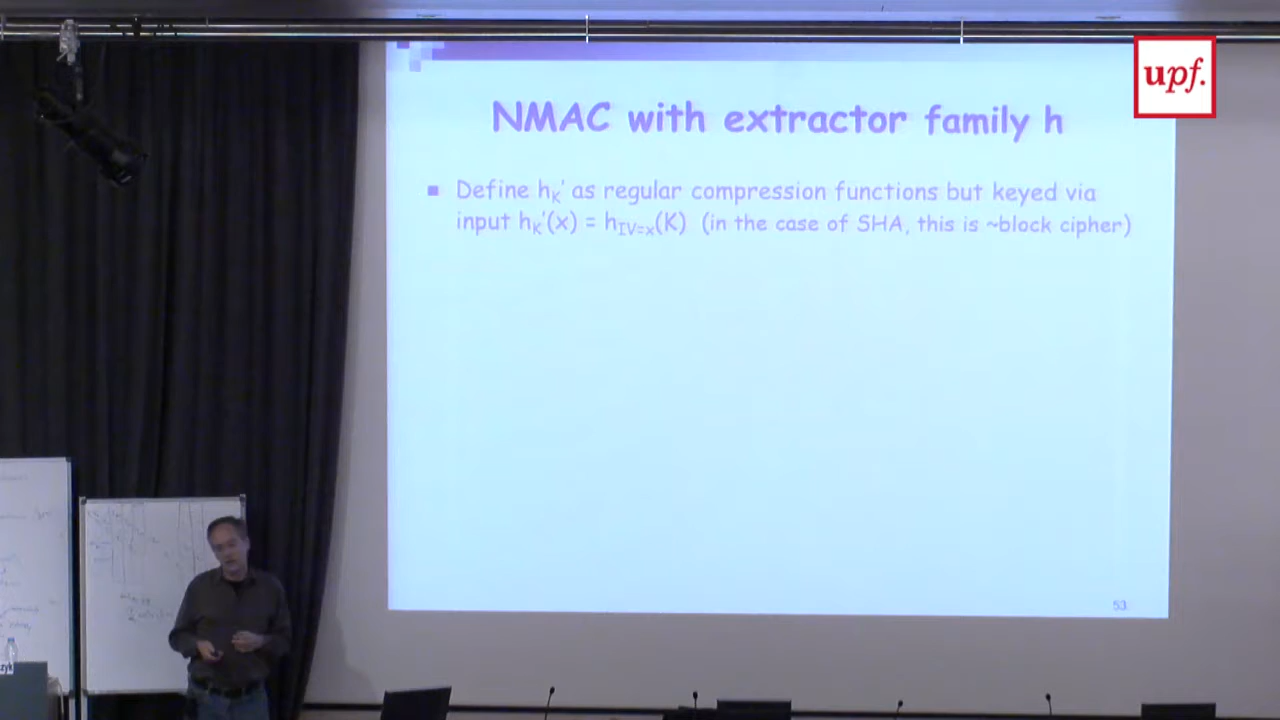 upf.
NMAC with extractor family h
▪ Define hK' as regular compression functions but keyed via
input hK'(x) = hIV=x(K) (in the case of SHA, this is ~block cipher)
53
zyk